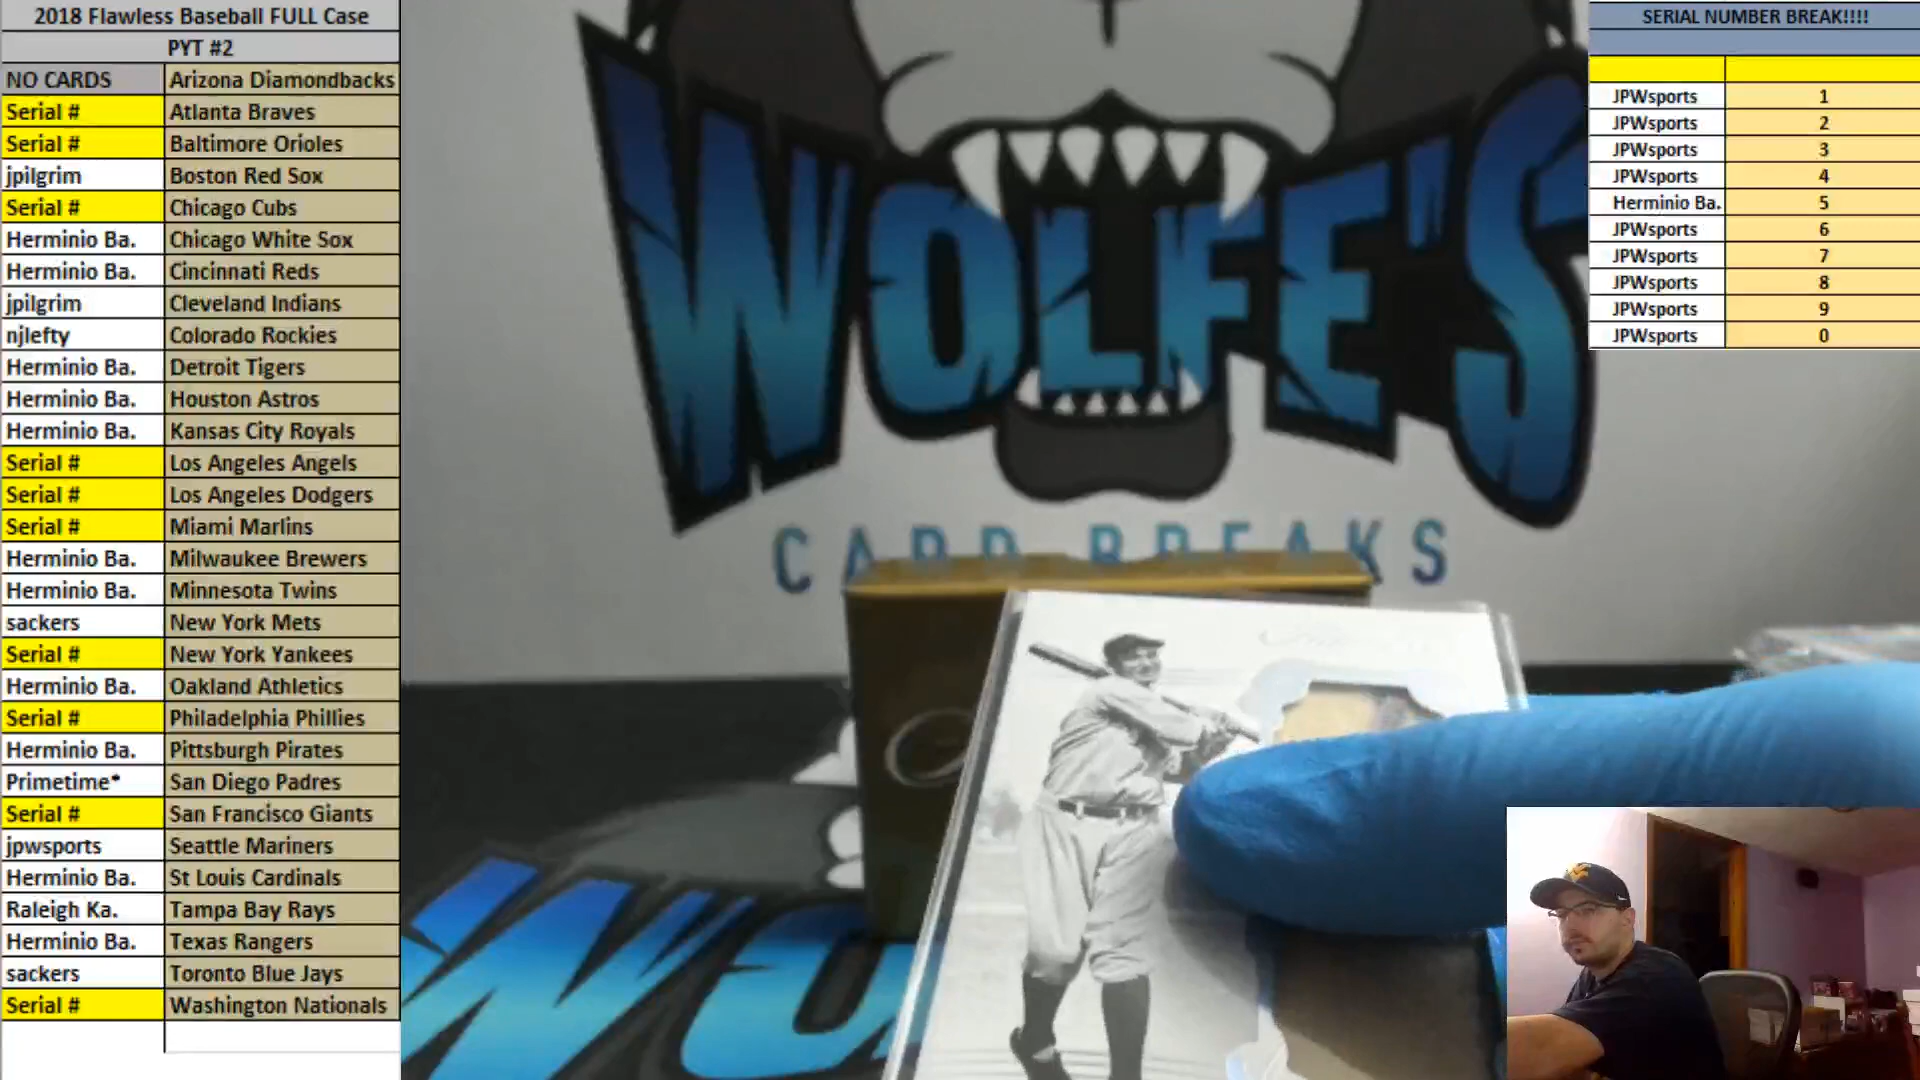 2018 Flawless Baseball FULL Case
PYT #2
NO CARDS Arizona Diamondbacks
Serial # Atlanta Braves
Serial # Baltimore Orioles
jpilgrim Boston Red Sox
Serial # Chicago Cubs
Herminio Ba. Chicago White Sox
Herminio Ba. Cincinnati Reds
jpilgrim Cleveland Indians
njlefty Colorado Rockies
Herminio Ba. Detroit Tigers
Herminio Ba. Houston Astros
Herminio Ba. Kansas City Royals
Serial # Los Angeles Angels
Serial # Los Angeles Dodgers
Serial # Miami Marlins
Herminio Ba. Milwaukee Brewers
Herminio Ba. Minnesota Twins
sackers New York Mets
Serial # New York Yankees
Herminio Ba. Oakland Athletics
Serial # Philadelphia Phillies
Herminio Ba. Pittsburgh Pirates
Primetime* San Diego Padres
Serial # San Francisco Giants
jpwsports Seattle Mariners
Herminio Ba. St Louis Cardinals
Raleigh Ka. Tampa Bay Rays
Herminio Ba. Texas Rangers
sackers Toronto Blue Jays
Serial # Washington Nationals
WOLFE'S
CARD BREAKS
WO
SERIAL NUMBER BREAK!!!!
JPWsports 1
JPWsports 2
JPWsports 3
JPWsports 4
Herminio Ba. 5
JPWsports 6
JPWsports 7
JPWsports 8
JPWsports 9
JPWsports 0